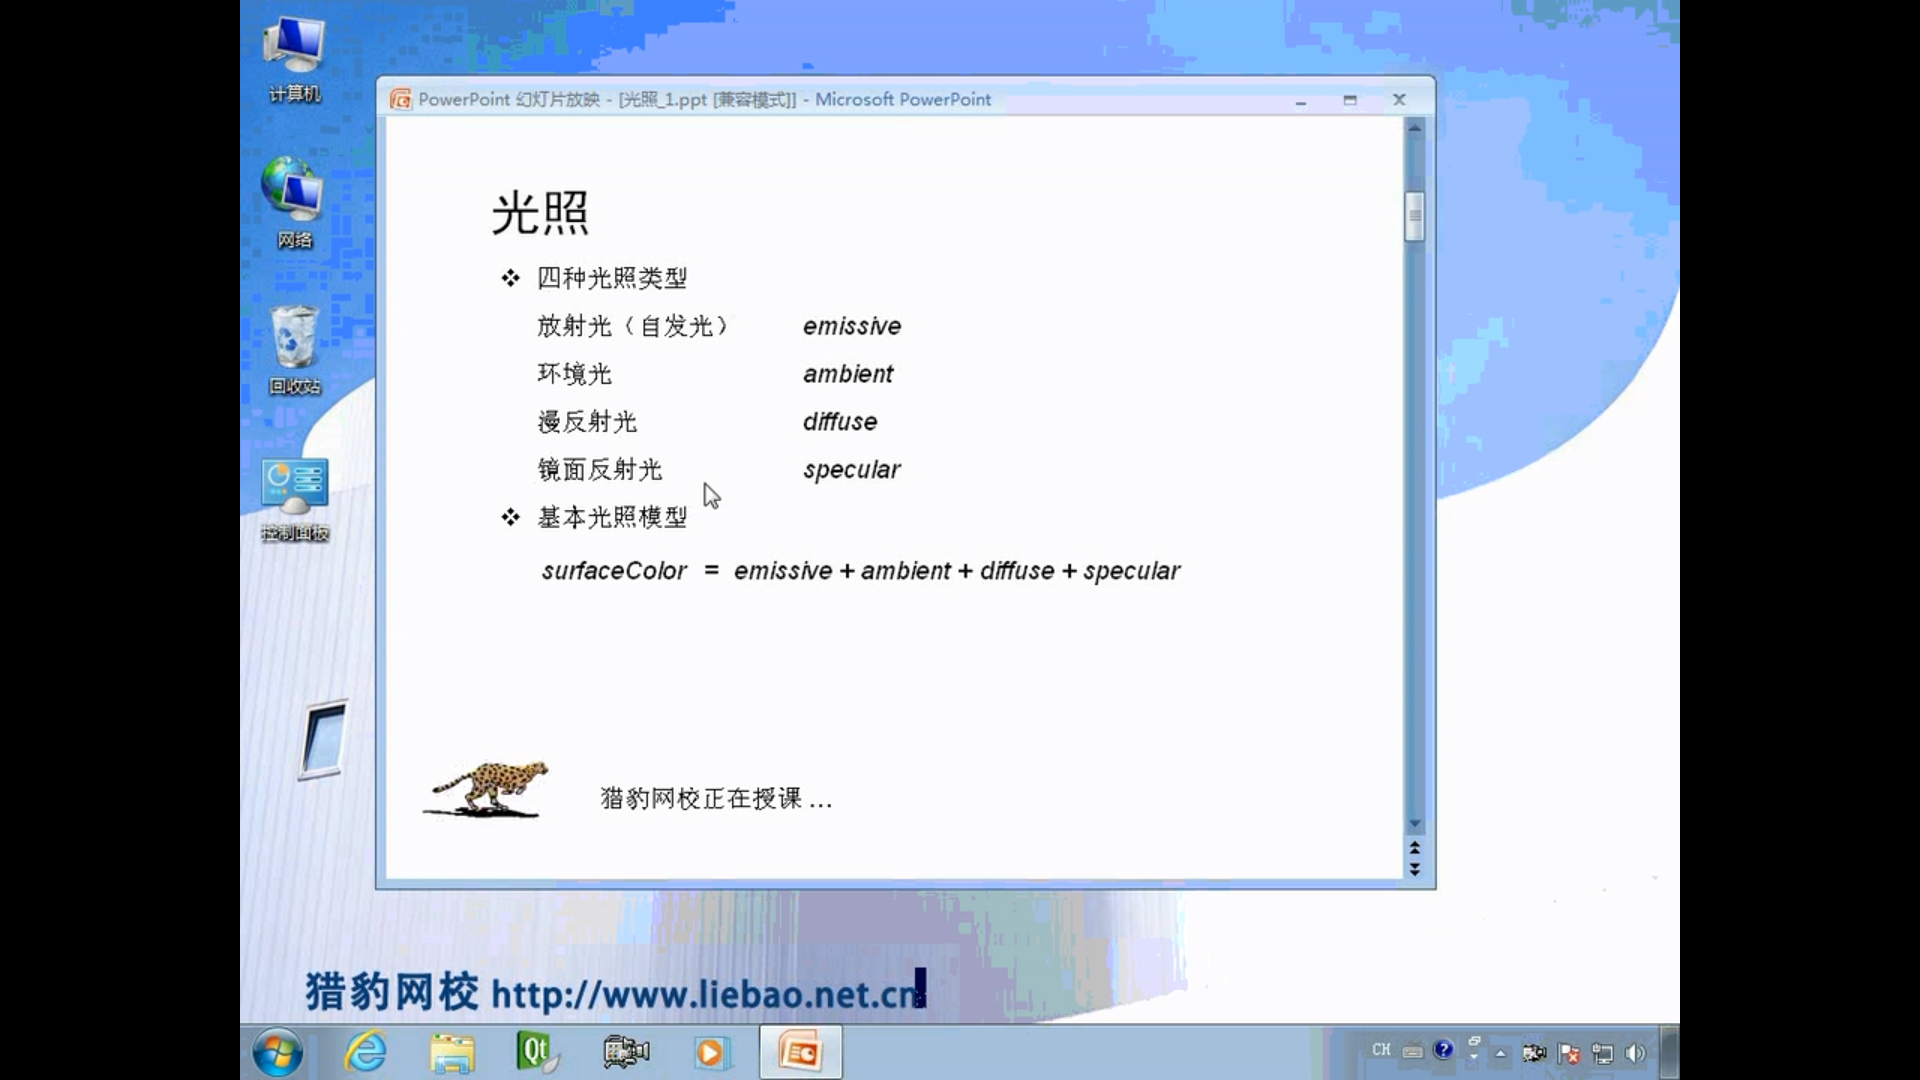 计算机
网络
回收站
控制面板
PowerPoint 幻灯片放映 - [光照_1.ppt [兼容模式]] - Microsoft PowerPoint
光照
❖ 四种光照类型
放射光（自发光） emissive
环境光 ambient
漫反射光 diffuse
镜面反射光 specular
❖ 基本光照模型
surfaceColor = emissive + ambient + diffuse + specular
猎豹网校正在授课 ...
猎豹网校 http://www.liebao.net.cn
Qt
CH